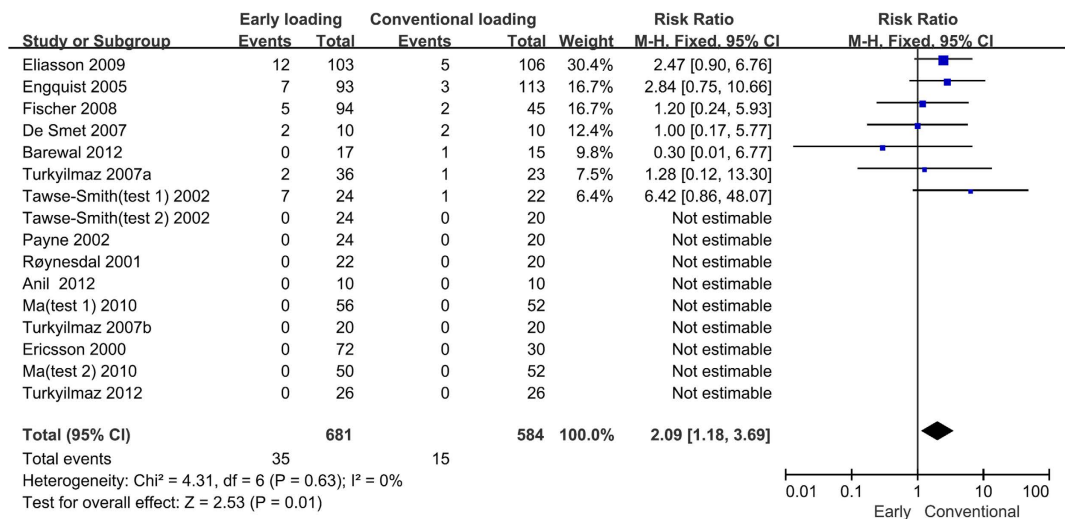 Early loading Conventional loading Risk Ratio Risk Ratio
Study or Subgroup Events Total Events Total Weight M-H. Fixed. 95% CI M-H. Fixed. 95% CI
Eliasson 2009 12 103 5 106 30.4% 2.47 [0.90, 6.76]
Engquist 2005 7 93 3 113 16.7% 2.84 [0.75, 10.66]
Fischer 2008 5 94 2 45 16.7% 1.20 [0.24, 5.93]
De Smet 2007 2 10 2 10 12.4% 1.00 [0.17, 5.77]
Barewal 2012 0 17 1 15 9.8% 0.30 [0.01, 6.77]
Turkyilmaz 2007a 2 36 1 23 7.5% 1.28 [0.12, 13.30]
Tawse-Smith(test 1) 2002 7 24 1 22 6.4% 6.42 [0.86, 48.07]
Tawse-Smith(test 2) 2002 0 24 0 20 Not estimable
Payne 2002 0 24 0 20 Not estimable
Røynesdal 2001 0 22 0 20 Not estimable
Anil 2012 0 10 0 10 Not estimable
Ma(test 1) 2010 0 56 0 52 Not estimable
Turkyilmaz 2007b 0 20 0 20 Not estimable
Ericsson 2000 0 72 0 30 Not estimable
Ma(test 2) 2010 0 50 0 52 Not estimable
Turkyilmaz 2012 0 26 0 26 Not estimable
Total (95% CI) 681 584 100.0% 2.09 [1.18, 3.69]
Total events 35 15
Heterogeneity: Chi² = 4.31, df = 6 (P = 0.63); I² = 0%
Test for overall effect: Z = 2.53 (P = 0.01)
0.01 0.1 1 10 100
Early Conventional